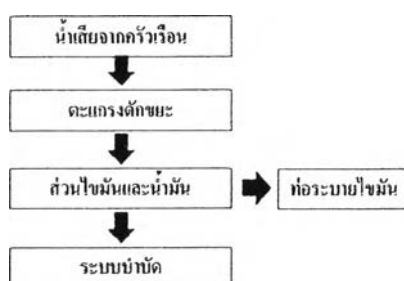 น้ำเสียจากครัวเรือน
ตะแกรงดักขยะ
ส่วนไขมันและน้ำมัน
ท่อระบายไขมัน
ระบบบำบัด